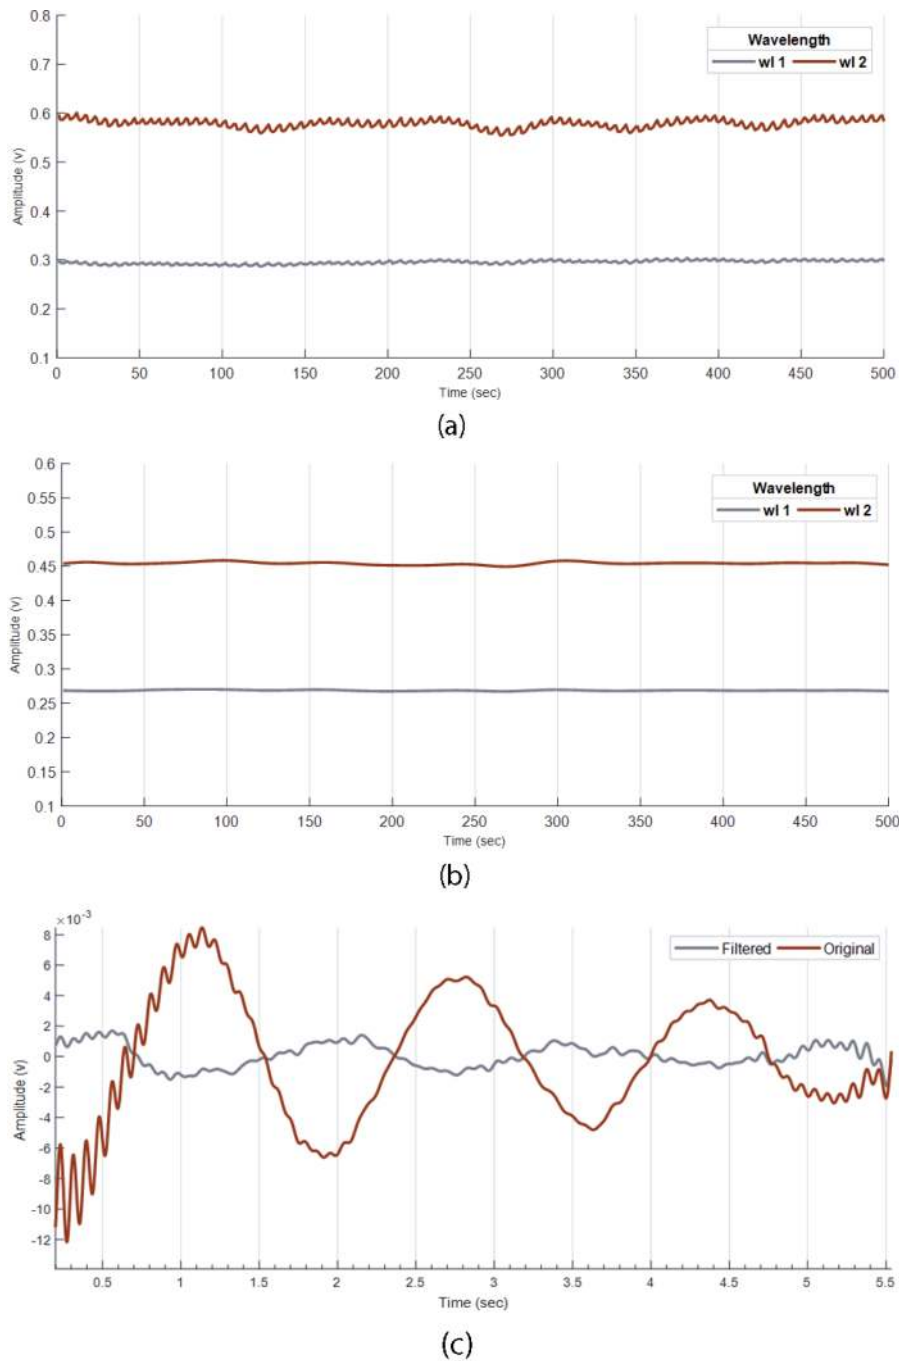 0.8
0.7
0.6
0.5
0.4
0.3
0.2
0.1
Amplitude (v)
Wavelength
wl 1 wl 2
0 50 100 150 200 250 300 350 400 450 500
Time (sec)
(a)
0.6
0.55
0.5
0.45
0.4
0.35
0.3
0.25
0.2
0.15
0.1
Amplitude (v)
Wavelength
wl 1 wl 2
0 50 100 150 200 250 300 350 400 450 500
Time (sec)
(b)
×10⁻³
8
6
4
2
0
-2
-4
-6
-8
-10
-12
Amplitude (v)
Filtered Original
0.5 1 1.5 2 2.5 3 3.5 4 4.5 5 5.5
Time (sec)
(c)